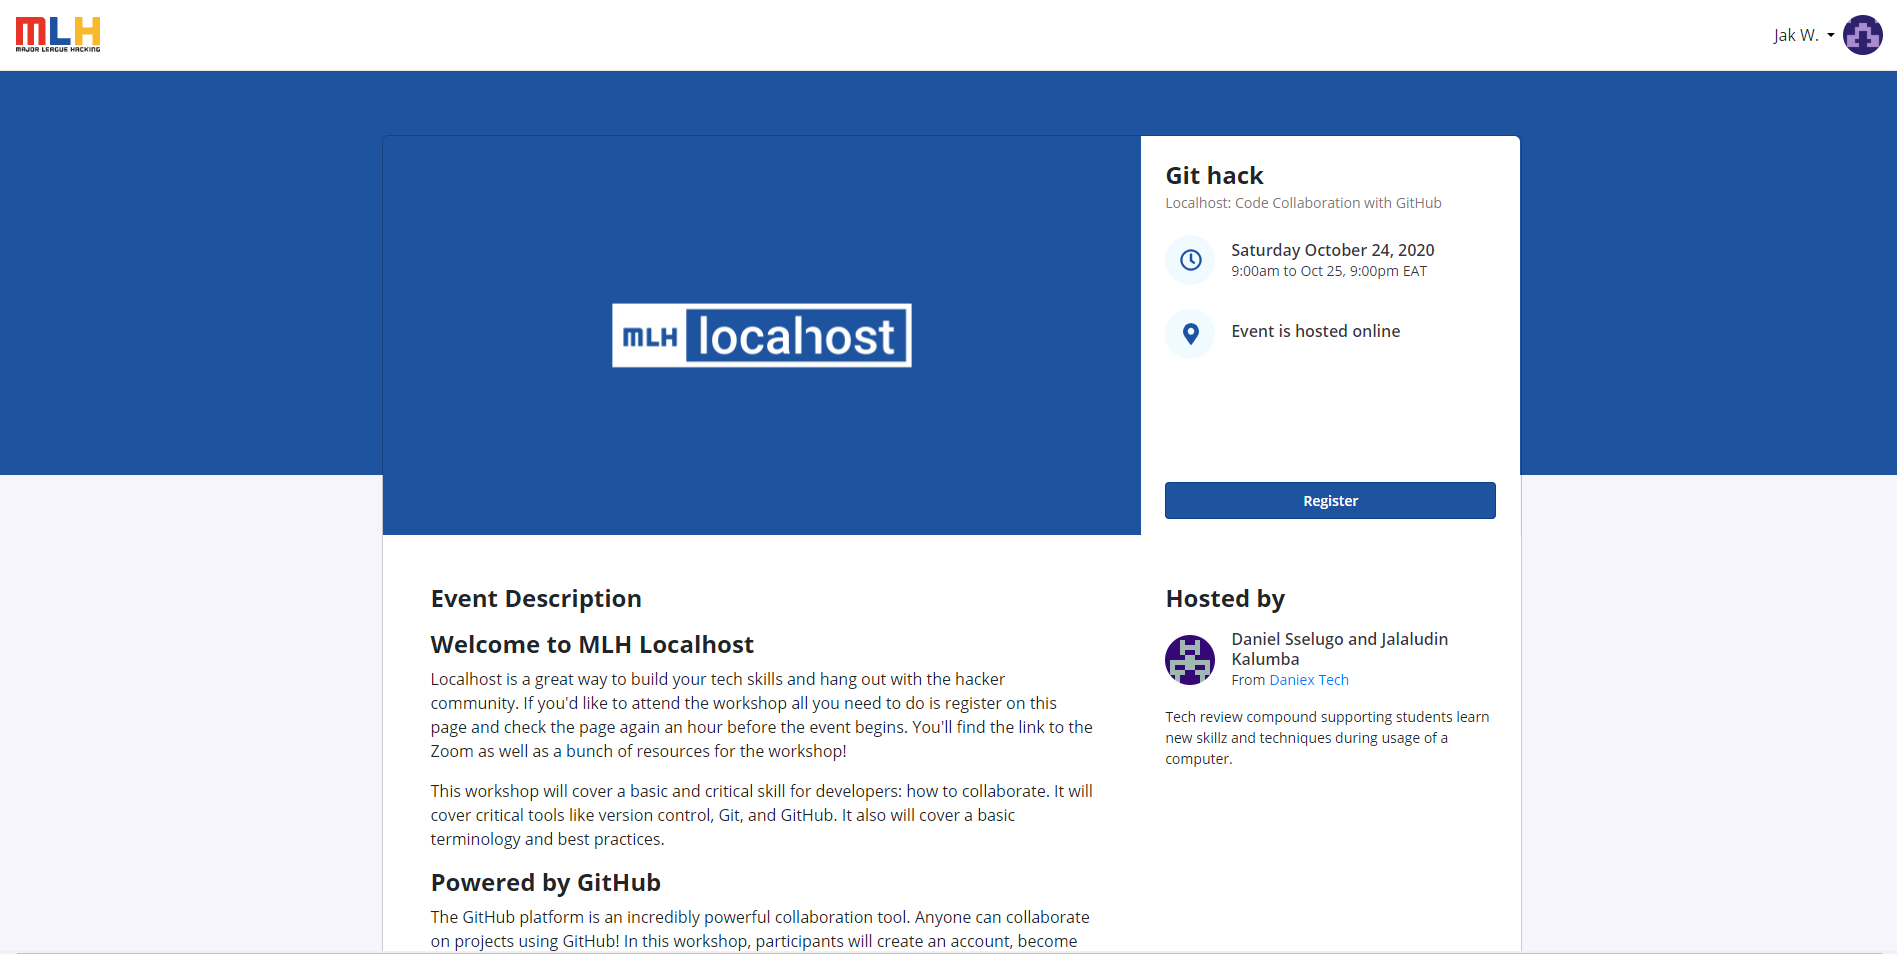 MLH
MAJOR LEAGUE HACKING
Jak W.
MLH locahost
Git hack
Localhost: Code Collaboration with GitHub
Saturday October 24, 2020
9:00am to Oct 25, 9:00pm EAT
Event is hosted online
Register
Event Description
Welcome to MLH Localhost
Localhost is a great way to build your tech skills and hang out with the hacker
community. If you'd like to attend the workshop all you need to do is register on this
page and check the page again an hour before the event begins. You'll find the link to the
Zoom as well as a bunch of resources for the workshop!
This workshop will cover a basic and critical skill for developers: how to collaborate. It will
cover critical tools like version control, Git, and GitHub. It also will cover a basic
terminology and best practices.
Powered by GitHub
The GitHub platform is an incredibly powerful collaboration tool. Anyone can collaborate
on projects using GitHub! In this workshop, participants will create an account, become
Hosted by
Daniel Sselugo and Jalaludin
Kalumba
From Daniex Tech
Tech review compound supporting students learn
new skillz and techniques during usage of a
computer.